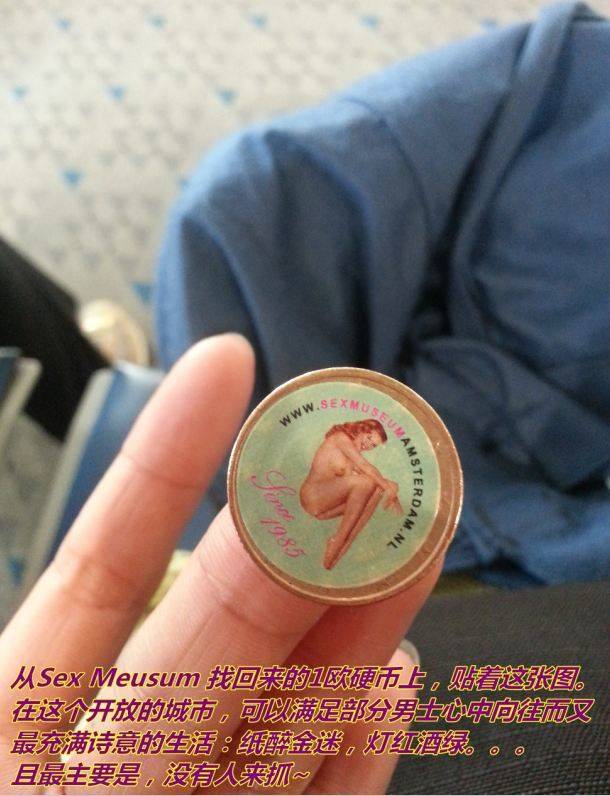 WWW.SEXMUSEUMAMSTERDAM.NL
Since
1985
从Sex Meusum 找回来的1欧硬币上，贴着这张图。
在这个开放的城市，可以满足部分男士心中向往而又
最充满诗意的生活：纸醉金迷，灯红酒绿。。。
且最主要是，没有人来抓~